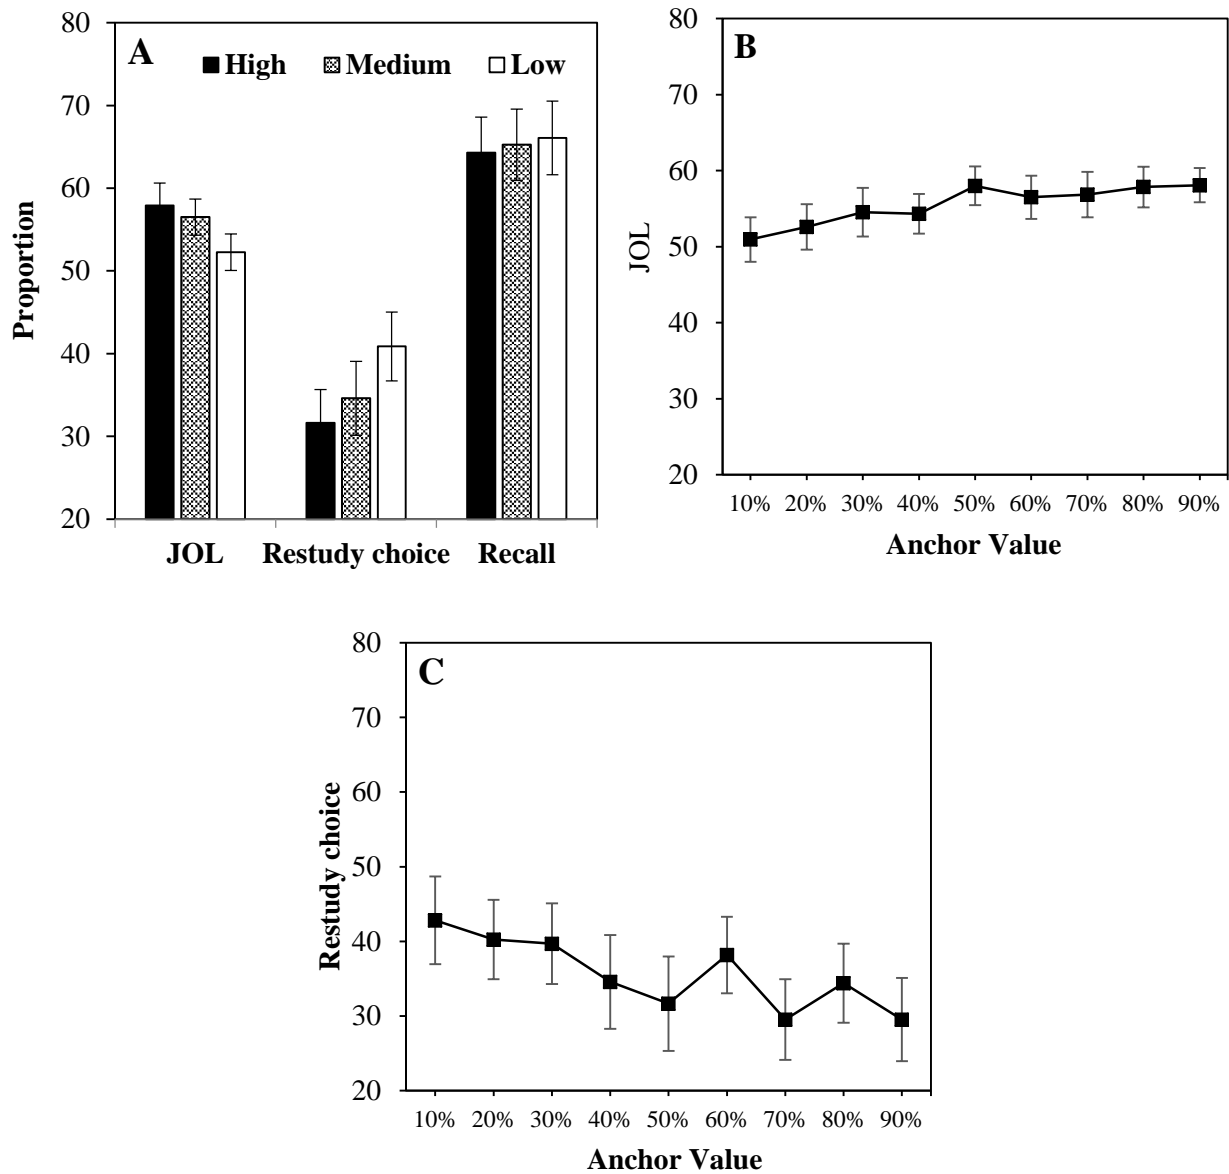 A
High Medium Low
Proportion
80
70
60
50
40
30
20
JOL Restudy choice Recall
B
JOL
80
70
60
50
40
30
20
10% 20% 30% 40% 50% 60% 70% 80% 90%
Anchor Value
C
Restudy choice
80
70
60
50
40
30
20
10% 20% 30% 40% 50% 60% 70% 80% 90%
Anchor Value